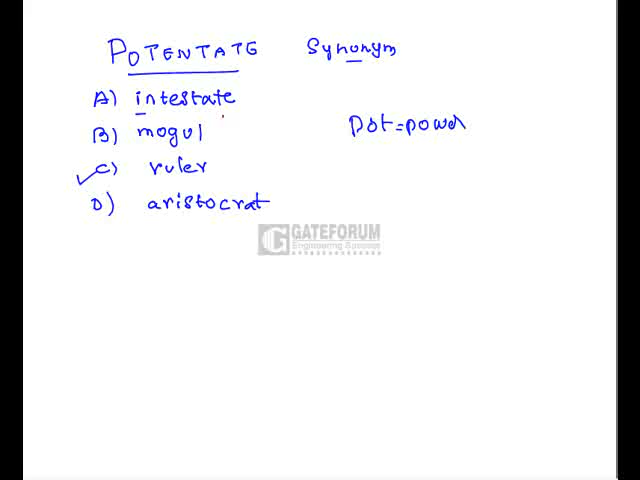 POTENTATE Synonym
A) intestate
B) mogul
pot=power
C) ruler
D) aristocrat
GATEFORUM
Engineering Success